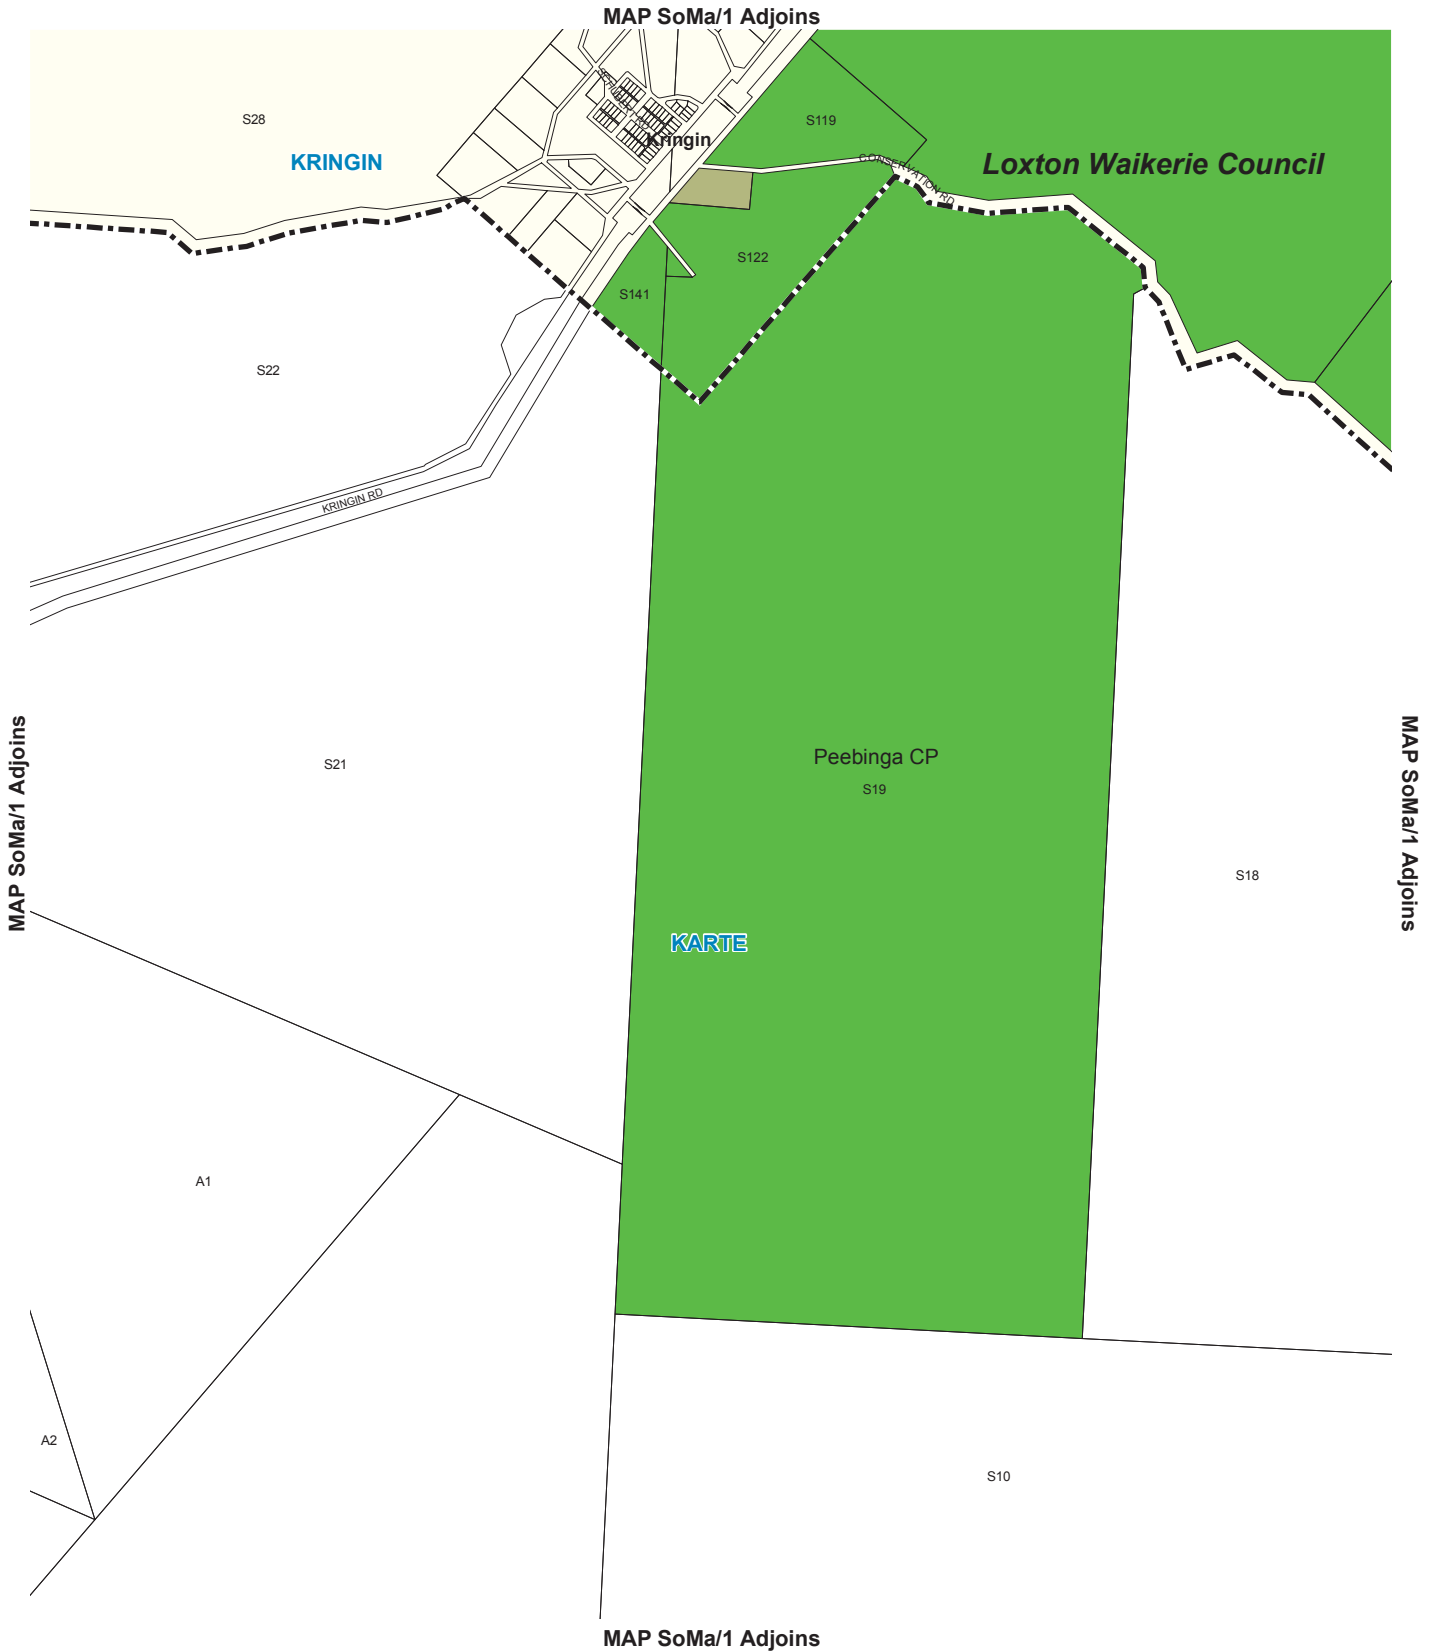 MAP SoMa/1 Adjoins
S28
KRINGIN
Kringin
S119
CONSERVATION RD
Loxton Waikerie Council
S122
S141
S22
KRINGIN RD
MAP SoMa/1 Adjoins
S21
Peebinga CP
S19
MAP SoMa/1 Adjoins
S18
KARTE
A1
A2
S10
MAP SoMa/1 Adjoins